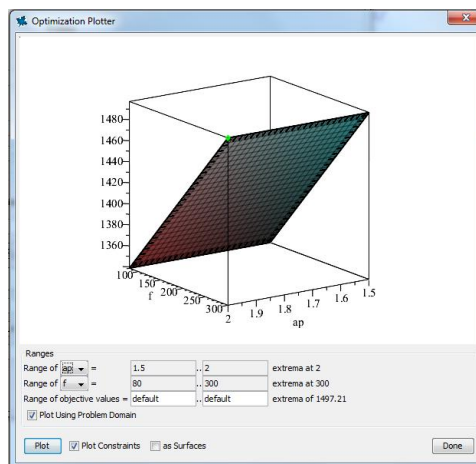 Optimization Plotter
1480
1460
1440
1420
1400
1380
1360
100 150 200 250 300
f
2 1.9 1.8 1.7 1.6 1.5
ap
Ranges
Range of ap = 1.5 .. 2 extrema at 2
Range of f = 80 .. 300 extrema at 300
Range of objective values = default .. default extrema of 1497.21
Plot Using Problem Domain
Plot Plot Constraints as Surfaces Done